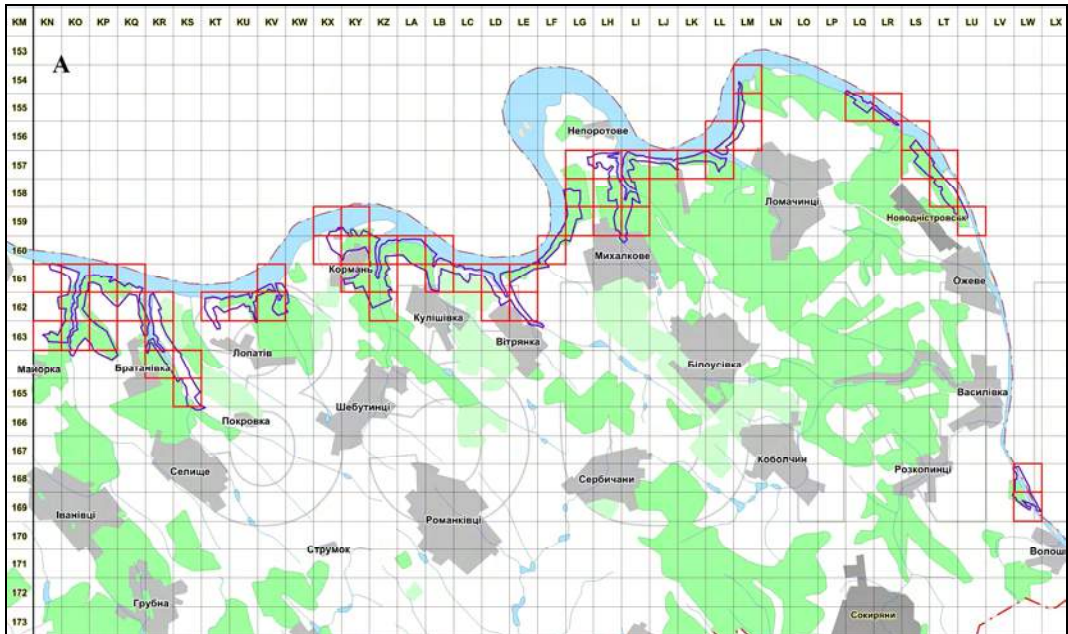 KM KN KO KP KQ KR KS KT KU KV KW KX KY KZ LA LB LC LD LE LF LG LH LI LJ LK LL LM LN LO LP LQ LR LS LT LU LV LW LX
153
A
154
155
156
Непоротове
157
158
Ломачинці
159
Новодністровськ
160
Кормань
Михалкове
161
Ожеве
162
Кулішівка
163
Вітрянка
Лопатів
Білоусівка
164
Маморка
Братанівка
165
Шебутинці
Василівка
166
Покровка
167
Коболчин
168
Селище
Сербичани
Розкопинці
169
Іванівці
Романківці
170
Струмок
Волош
171
172
Грубна
Сокиряни
173